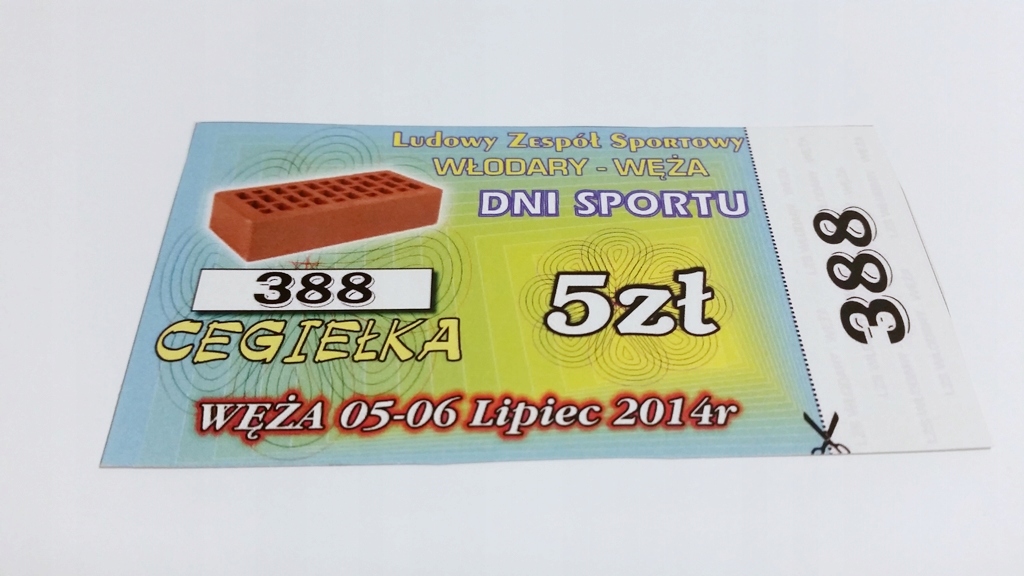 Ludowy Zespół Sportowy
WŁODARY - WĘŻA
DNI SPORTU
388
CEGIEŁKA
5zł
WĘŻA 05-06 Lipiec 2014r
388